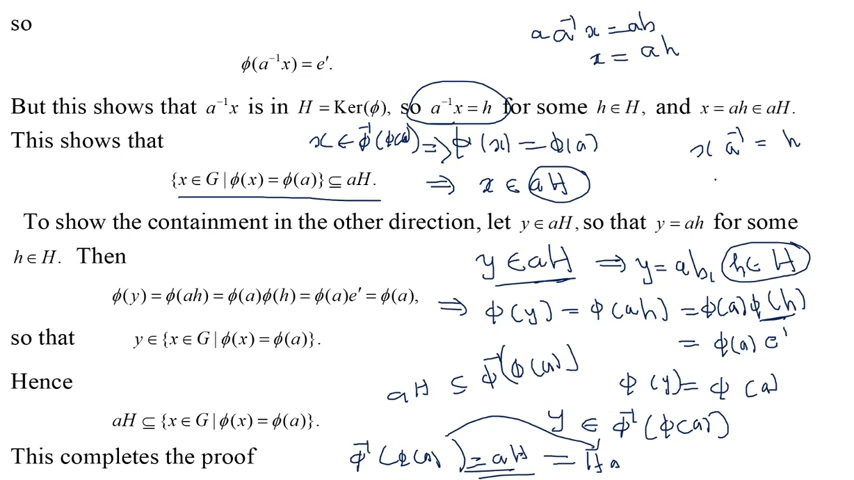 so
a a⁻¹ x = ah
x = ah
ϕ(a⁻¹x) = e′.
But this shows that a⁻¹x is in H = Ker(ϕ), so a⁻¹x = h for some h ∈ H, and x = ah ∈ aH.
This shows that
x ∈ ϕ⁻¹(ϕ(a)) ⇒ ϕ(x) = ϕ(a)
x a⁻¹ = h
{x ∈ G | ϕ(x) = ϕ(a)} ⊆ aH.
⇒ x ∈ aH
To show the containment in the other direction, let y ∈ aH, so that y = ah for some
h ∈ H. Then
y ∈ aH ⇒ y = ah, h ∈ H
ϕ(y) = ϕ(ah) = ϕ(a)ϕ(h) = ϕ(a)e′ = ϕ(a),
⇒ ϕ(y) = ϕ(ah) = ϕ(a)ϕ(h)
= ϕ(a) e′
so that y ∈ {x ∈ G | ϕ(x) = ϕ(a)}.
Hence
aH ⊆ ϕ⁻¹(ϕ(a))
ϕ(y) = ϕ(a)
aH ⊆ {x ∈ G | ϕ(x) = ϕ(a)}.
y ∈ ϕ⁻¹(ϕ(a))
This completes the proof
ϕ⁻¹(ϕ(a)) = aH = Ha